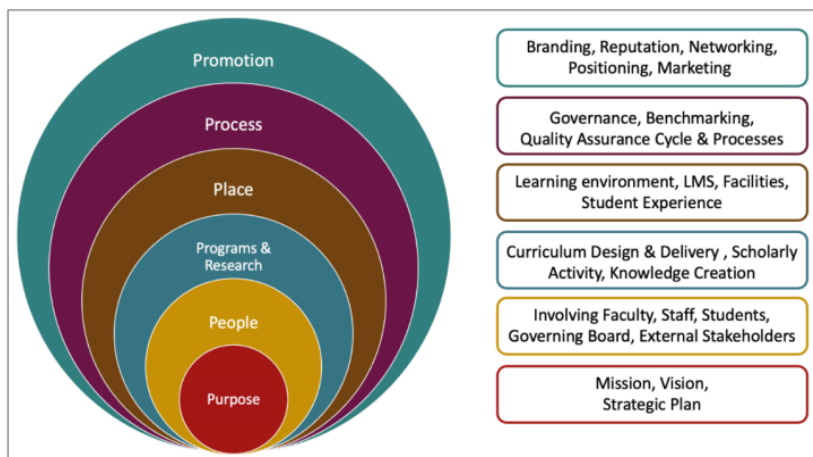 Promotion
Process
Place
Programs &
Research
People
Purpose
Branding, Reputation, Networking,
Positioning, Marketing
Governance, Benchmarking,
Quality Assurance Cycle & Processes
Learning environment, LMS, Facilities,
Student Experience
Curriculum Design & Delivery , Scholarly
Activity, Knowledge Creation
Involving Faculty, Staff, Students,
Governing Board, External Stakeholders
Mission, Vision,
Strategic Plan